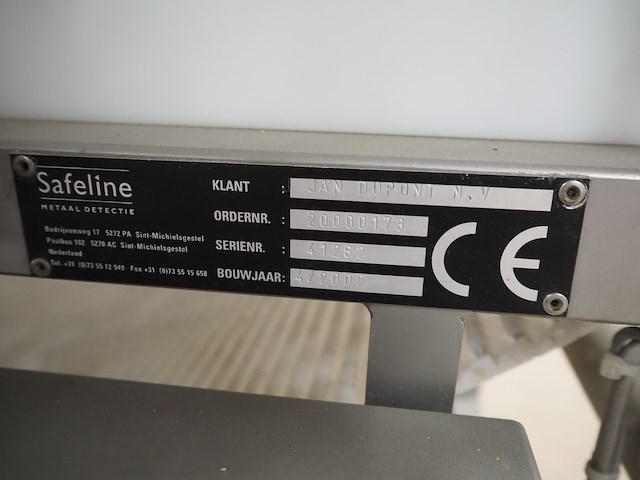 Safeline
METAAL DETECTIE
Bedrijvenweg 17 5272 PA Sint-Michielsgestel
Postbus 102 5270 AC Sint-Michielsgestel
Nederland
Tel. +31 (0)73 55 12 949 Fax +31 (0)73 55 15 658
KLANT : JAN DUPONT N.V
ORDERNR. : 20000173
SERIENR. : 41262
BOUWJAAR: 4/2000
CE